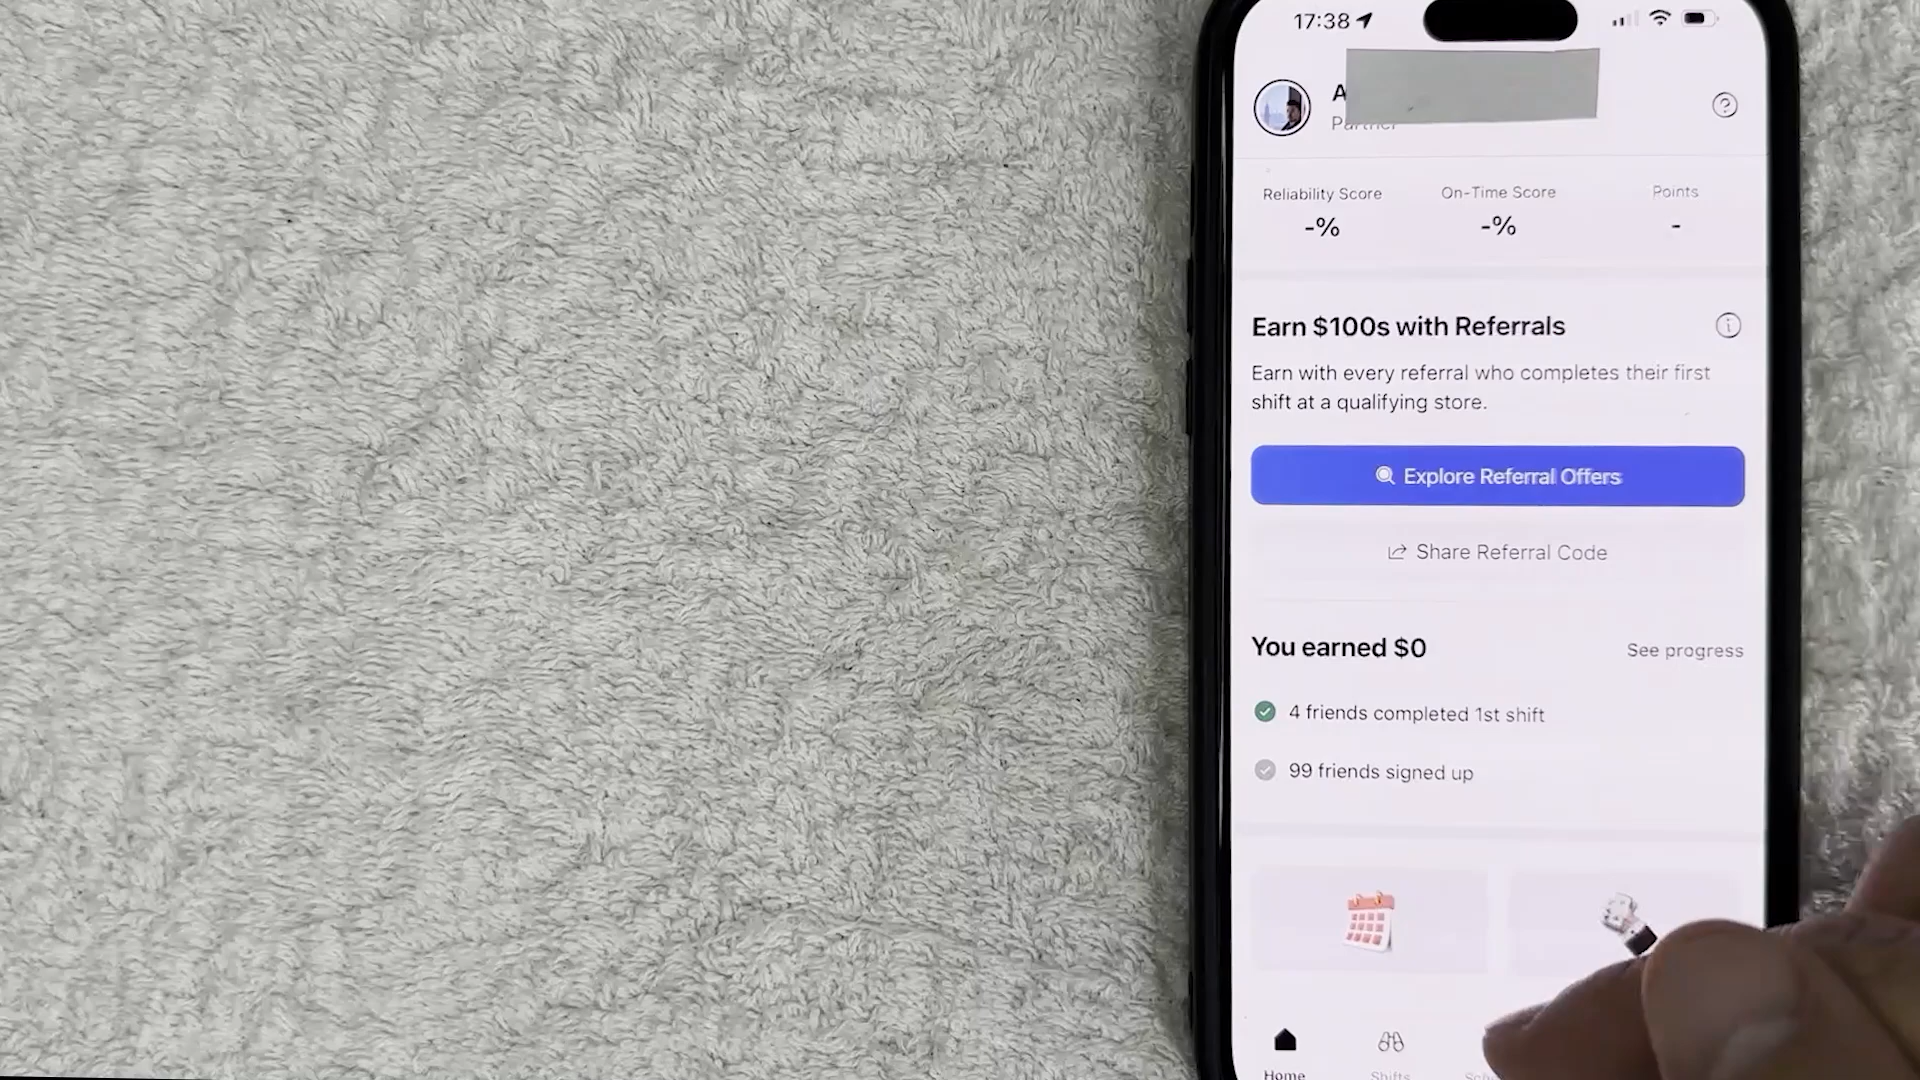 17:38
A
Partner
Reliability Score
On-Time Score
Points
-%
-%
-
Earn $100s with Referrals
Earn with every referral who completes their first
shift at a qualifying store.
Explore Referral Offers
Share Referral Code
You earned $0
See progress
4 friends completed 1st shift
99 friends signed up
Home
Shifts